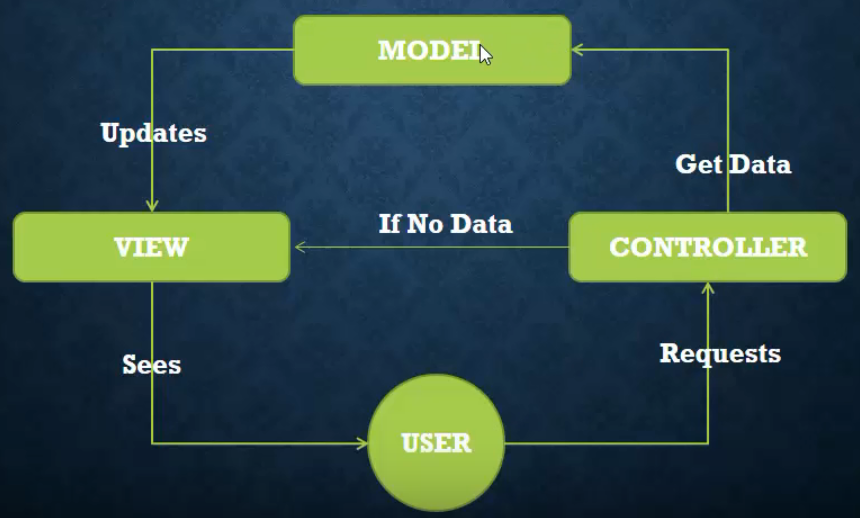 MODEL
Updates
Get Data
If No Data
VIEW
CONTROLLER
Requests
Sees
USER